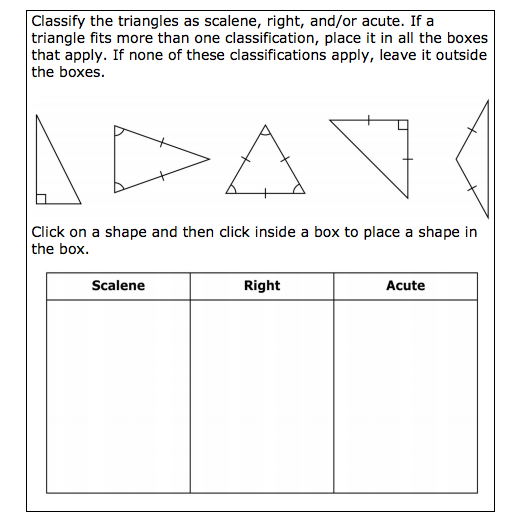 Classify the triangles as scalene, right, and/or acute. If a
triangle fits more than one classification, place it in all the boxes
that apply. If none of these classifications apply, leave it outside
the boxes.
Click on a shape and then click inside a box to place a shape in
the box.
Scalene Right Acute